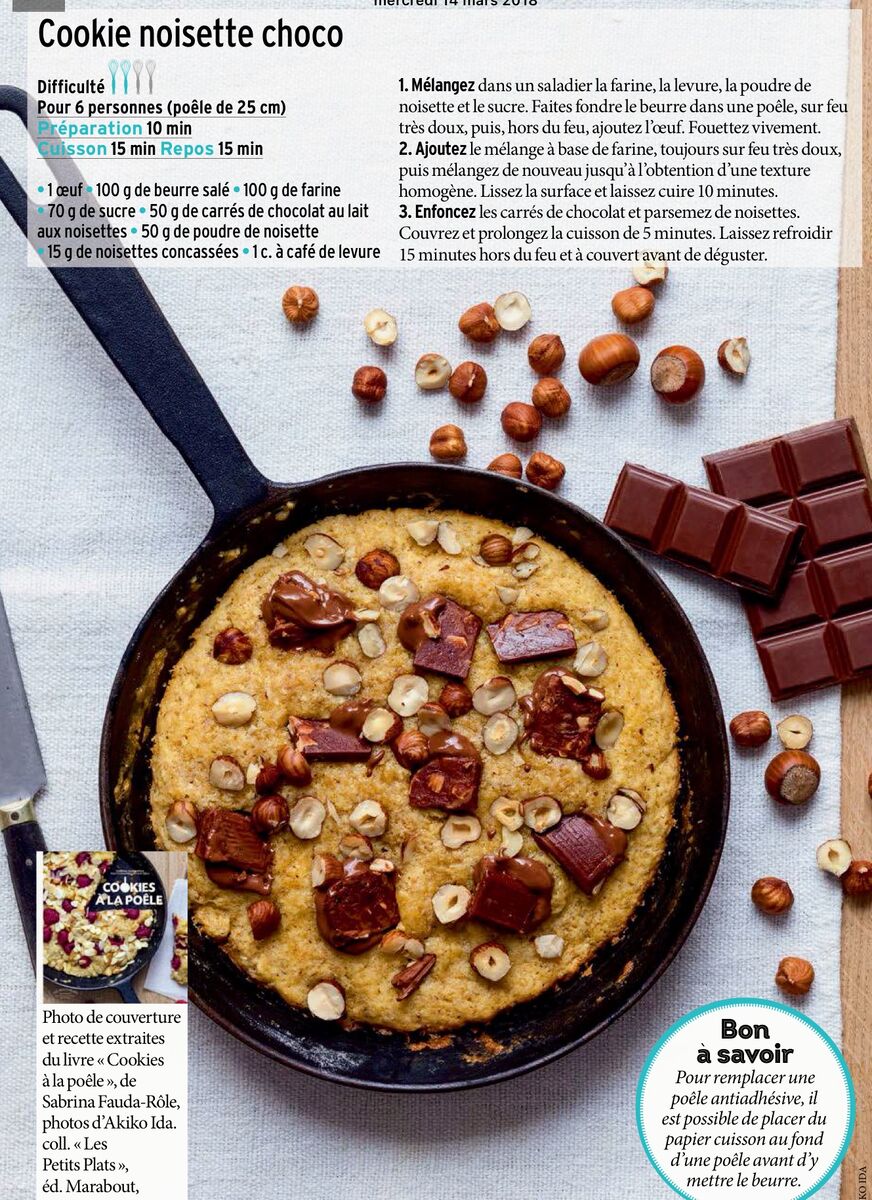 mercredi 14 mars 2018
Cookie noisette choco
Difficulté
Pour 6 personnes (poêle de 25 cm)
Préparation 10 min
Cuisson 15 min Repos 15 min
• 1 œuf • 100 g de beurre salé • 100 g de farine
• 70 g de sucre • 50 g de carrés de chocolat au lait
aux noisettes • 50 g de poudre de noisette
• 15 g de noisettes concassées • 1 c. à café de levure
1. Mélangez dans un saladier la farine, la levure, la poudre de
noisette et le sucre. Faites fondre le beurre dans une poêle, sur feu
très doux, puis, hors du feu, ajoutez l’œuf. Fouettez vivement.
2. Ajoutez le mélange à base de farine, toujours sur feu très doux,
puis mélangez de nouveau jusqu’à l’obtention d’une texture
homogène. Lissez la surface et laissez cuire 10 minutes.
3. Enfoncez les carrés de chocolat et parsemez de noisettes.
Couvrez et prolongez la cuisson de 5 minutes. Laissez refroidir
15 minutes hors du feu et à couvert avant de déguster.
COOKIES
À LA POÊLE
Photo de couverture
et recette extraites
du livre « Cookies
à la poêle », de
Sabrina Fauda-Rôle,
photos d’Akiko Ida.
coll. « Les
Petits Plats »,
éd. Marabout,
Bon
à savoir
Pour remplacer une
poêle antiadhésive, il
est possible de placer du
papier cuisson au fond
d’une poêle avant d’y
mettre le beurre.
KO IDA